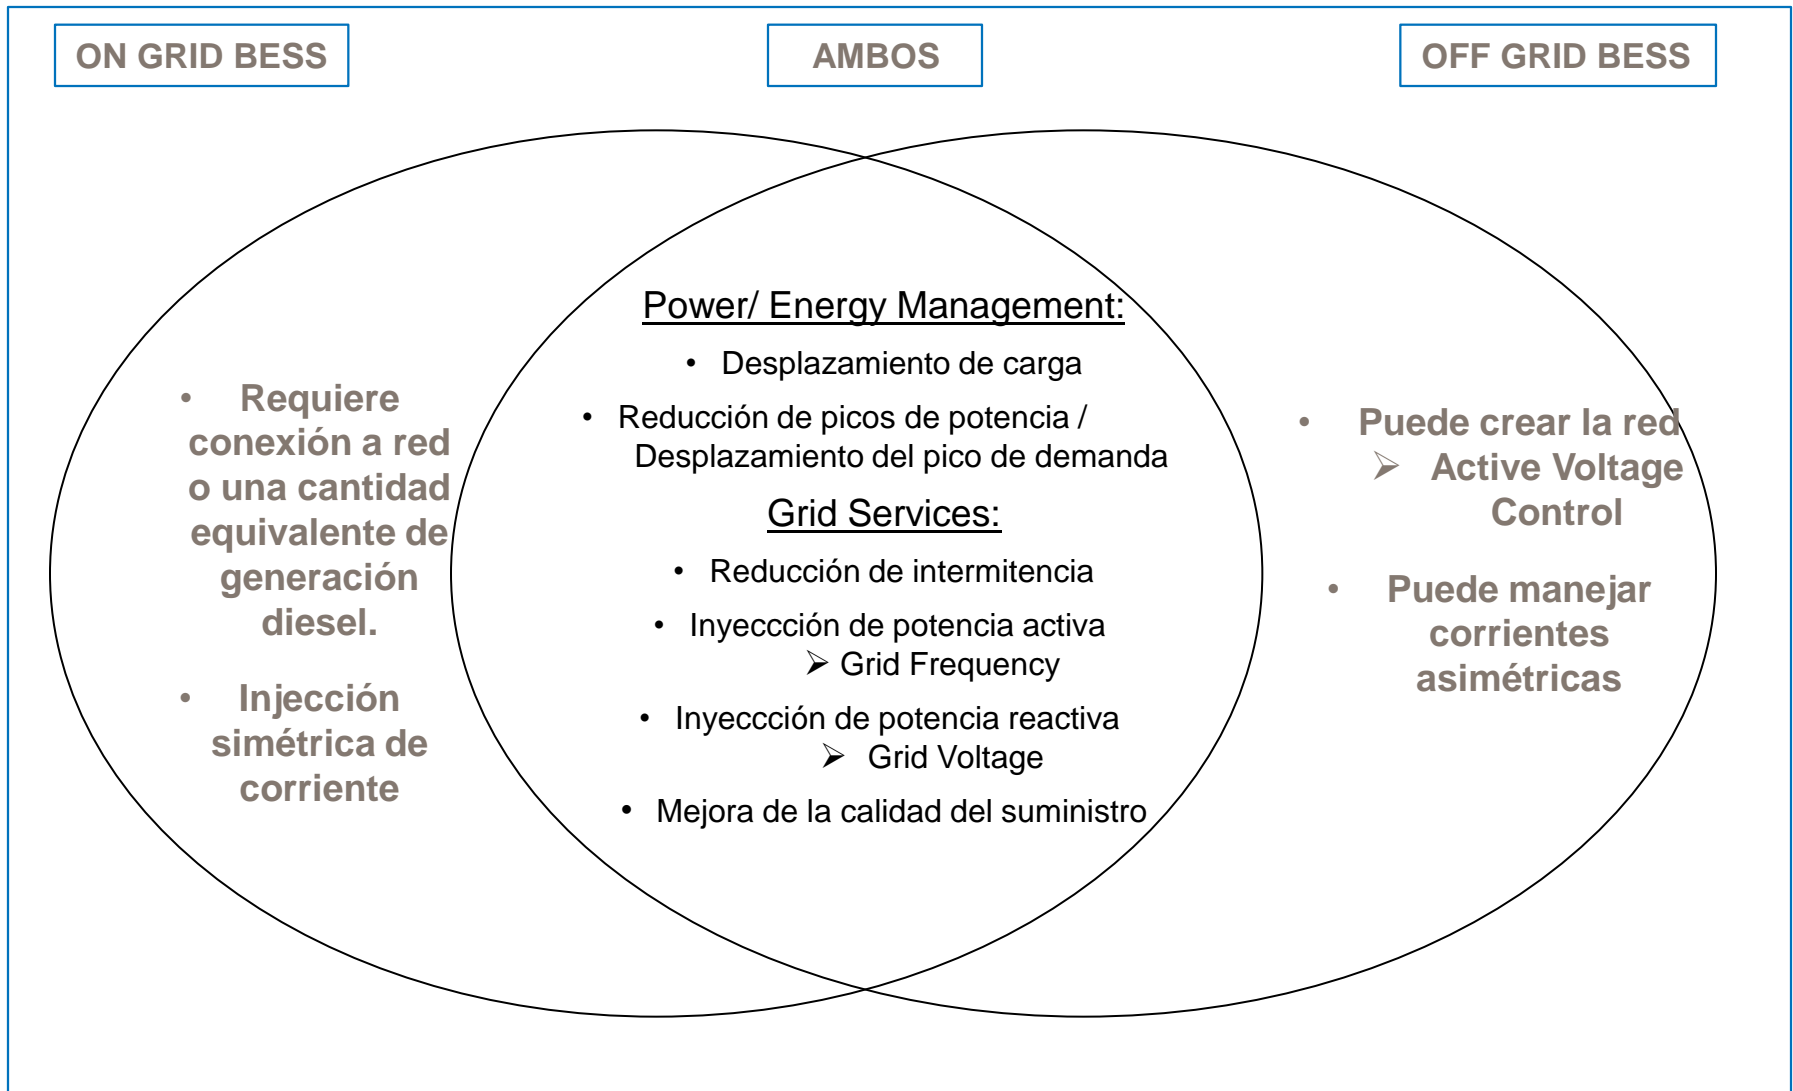 ON GRID BESS
AMBOS
OFF GRID BESS
• Requiere
conexión a red
o una cantidad
equivalente de
generación
diesel.
• Injección
simétrica de
corriente
Power/ Energy Management:
• Desplazamiento de carga
• Reducción de picos de potencia /
Desplazamiento del pico de demanda
Grid Services:
• Reducción de intermitencia
• Inyeccción de potencia activa
➢ Grid Frequency
• Inyeccción de potencia reactiva
➢ Grid Voltage
• Mejora de la calidad del suministro
• Puede crear la red
➢ Active Voltage
Control
• Puede manejar
corrientes
asimétricas